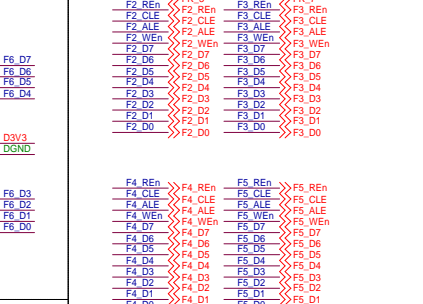 F2_REn F2_REn F3_REn F3_REn
F2_CLE F2_CLE F3_CLE F3_CLE
F2_ALE F2_ALE F3_ALE F3_ALE
F2_WEn F2_WEn F3_WEn F3_WEn
F2_D7 F2_D7 F3_D7 F3_D7
F6_D7 F2_D6 F2_D6 F3_D6 F3_D6
F6_D6 F2_D5 F2_D5 F3_D5 F3_D5
F6_D5 F2_D4 F2_D4 F3_D4 F3_D4
F6_D4 F2_D3 F2_D3 F3_D3 F3_D3
F2_D2 F2_D2 F3_D2 F3_D2
F2_D1 F2_D1 F3_D1 F3_D1
F2_D0 F2_D0 F3_D0 F3_D0
D3V3
DGND
F4_REn F4_REn F5_REn F5_REn
F6_D3 F4_CLE F4_CLE F5_CLE F5_CLE
F6_D2 F4_ALE F4_ALE F5_ALE F5_ALE
F6_D1 F4_WEn F4_WEn F5_WEn F5_WEn
F6_D0 F4_D7 F4_D7 F5_D7 F5_D7
F4_D6 F4_D6 F5_D6 F5_D6
F4_D5 F4_D5 F5_D5 F5_D5
F4_D4 F4_D4 F5_D4 F5_D4
F4_D3 F4_D3 F5_D3 F5_D3
F4_D2 F4_D2 F5_D2 F5_D2
F4_D1 F4_D1 F5_D1 F5_D1